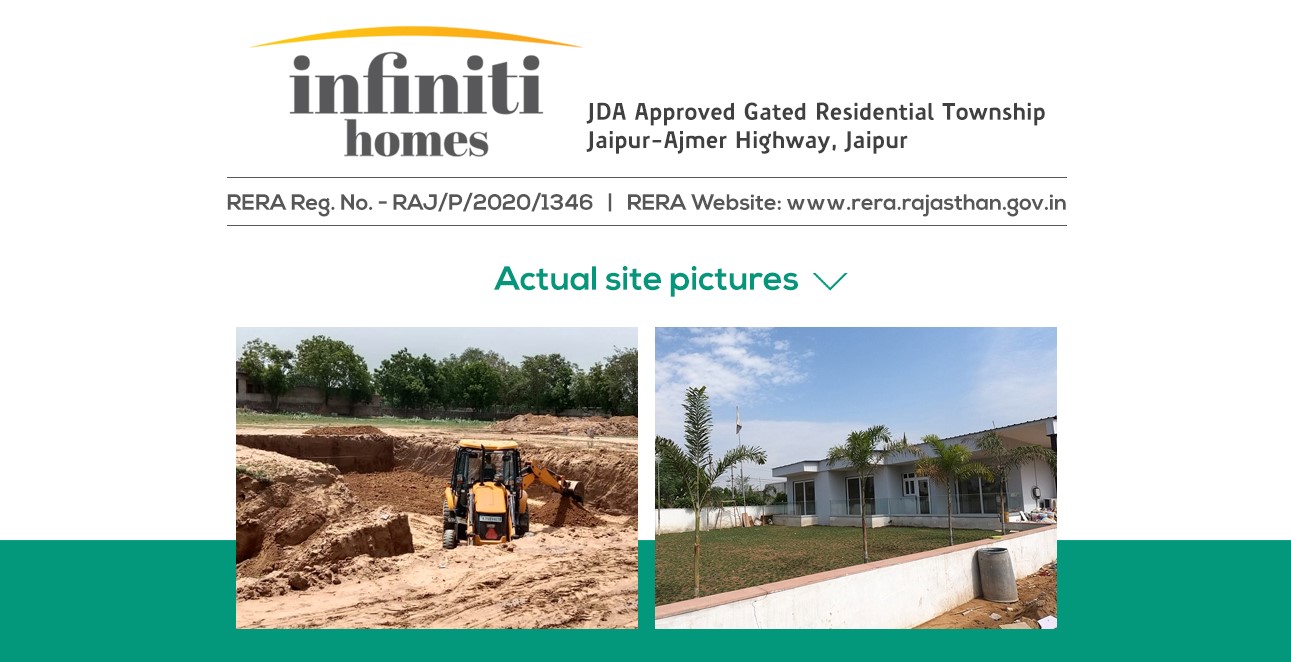 infiniti
homes
JDA Approved Gated Residential Township
Jaipur-Ajmer Highway, Jaipur
RERA Reg. No. - RAJ/P/2020/1346 | RERA Website: www.rera.rajasthan.gov.in
Actual site pictures